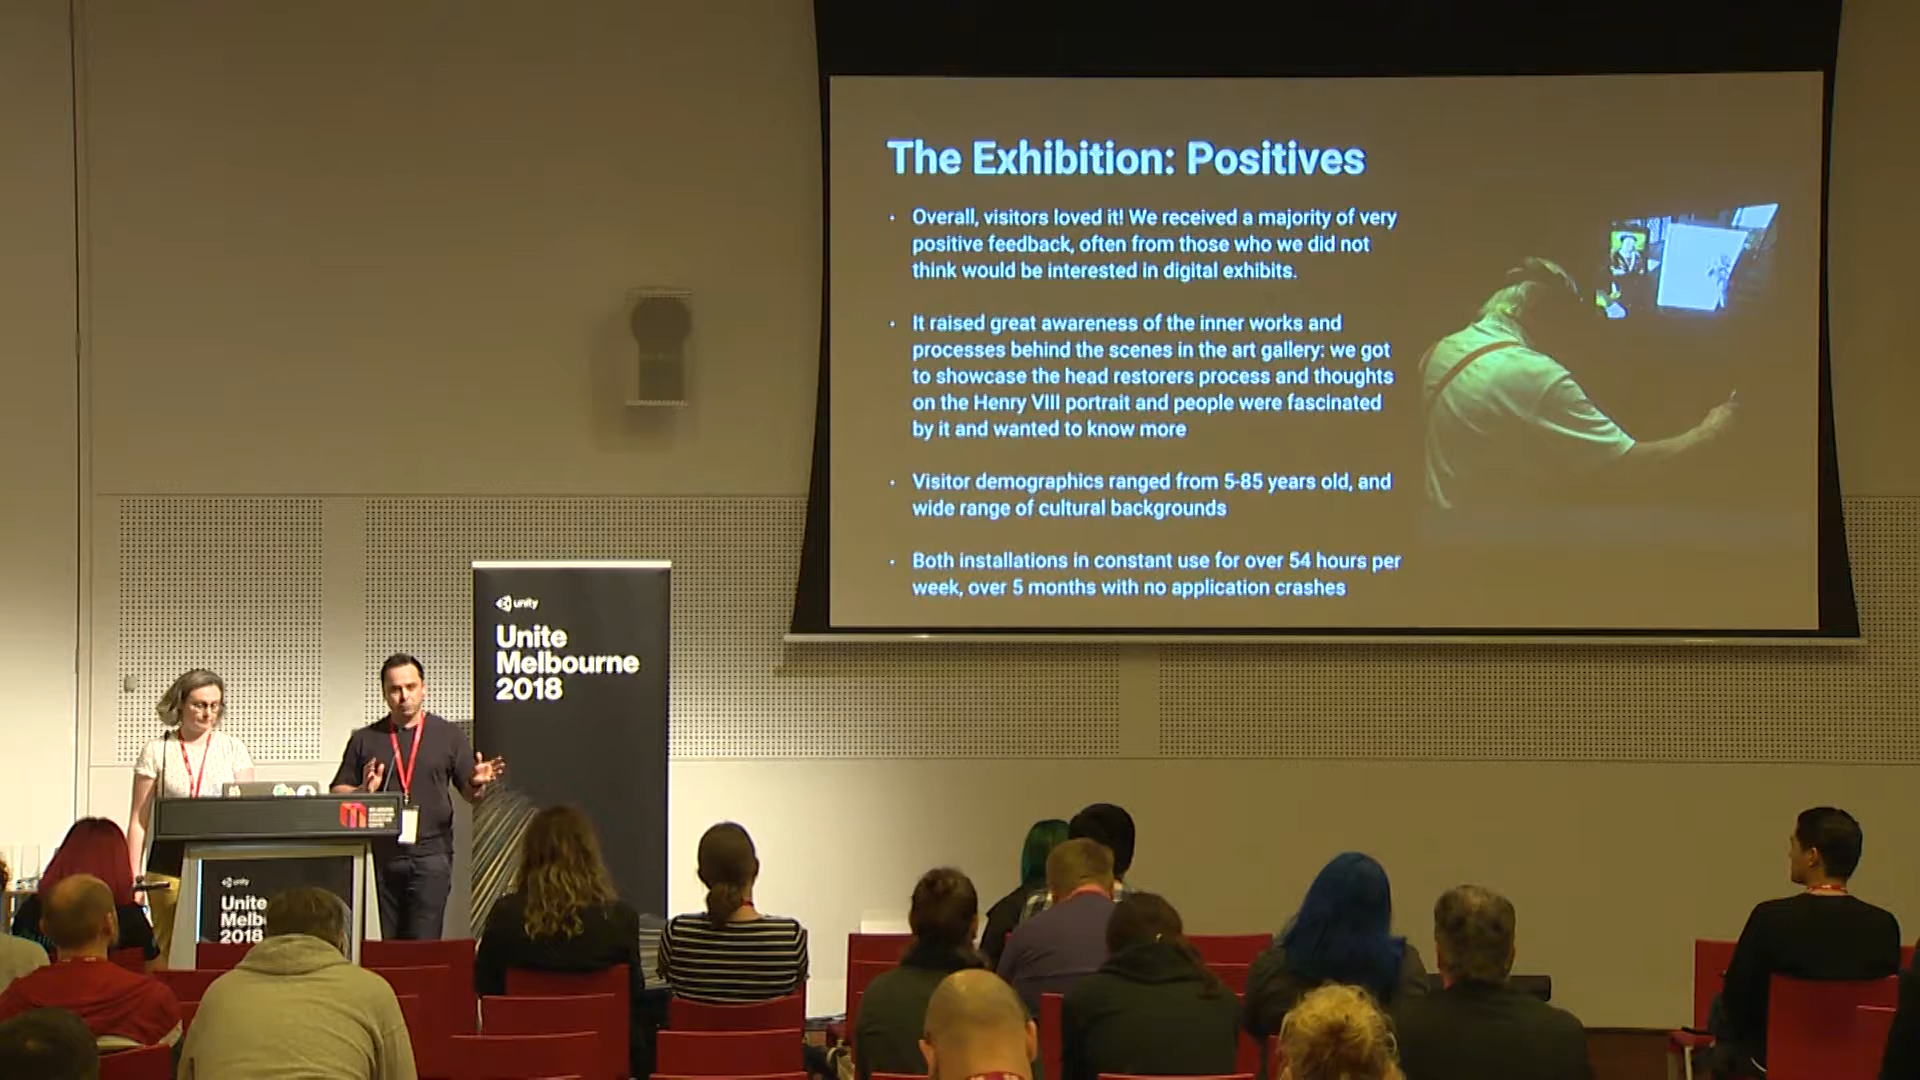 The Exhibition: Positives
· Overall, visitors loved it! We received a majority of very
positive feedback, often from those who we did not
think would be interested in digital exhibits.
· It raised great awareness of the inner works and
processes behind the scenes in the art gallery: we got
to showcase the head restorers process and thoughts
on the Henry VIII portrait and people were fascinated
by it and wanted to know more
· Visitor demographics ranged from 5-85 years old, and
wide range of cultural backgrounds
· Both installations in constant use for over 54 hours per
week, over 5 months with no application crashes
unity
Unite
Melbourne
2018
unity
Unite
Melb
2018